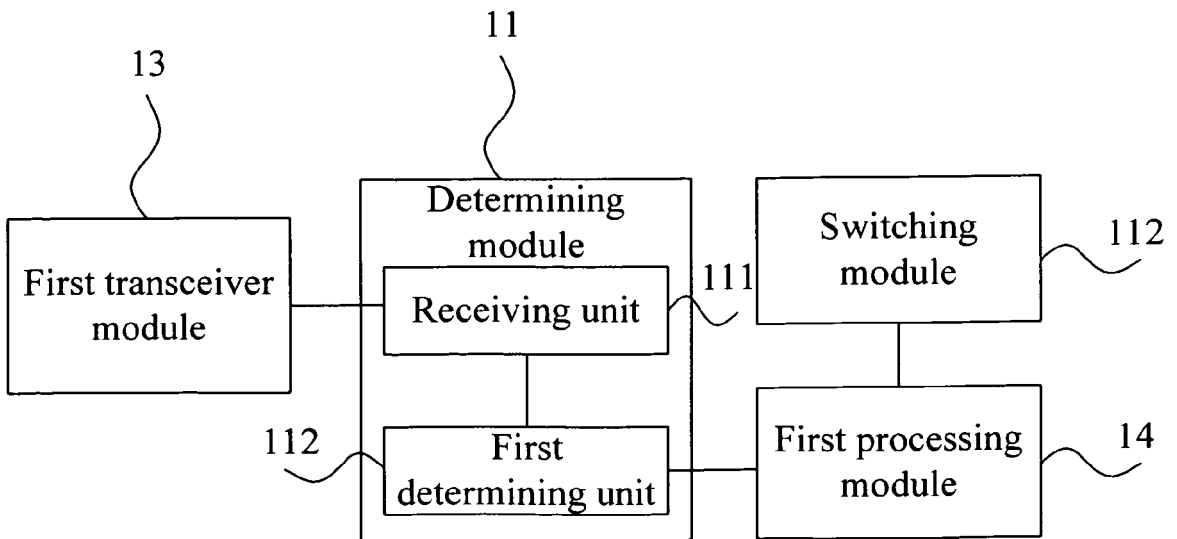 11
13
Determining
module
First transceiver
module
Receiving unit
111
Switching
module
112
112
First
determining unit
First processing
module
14